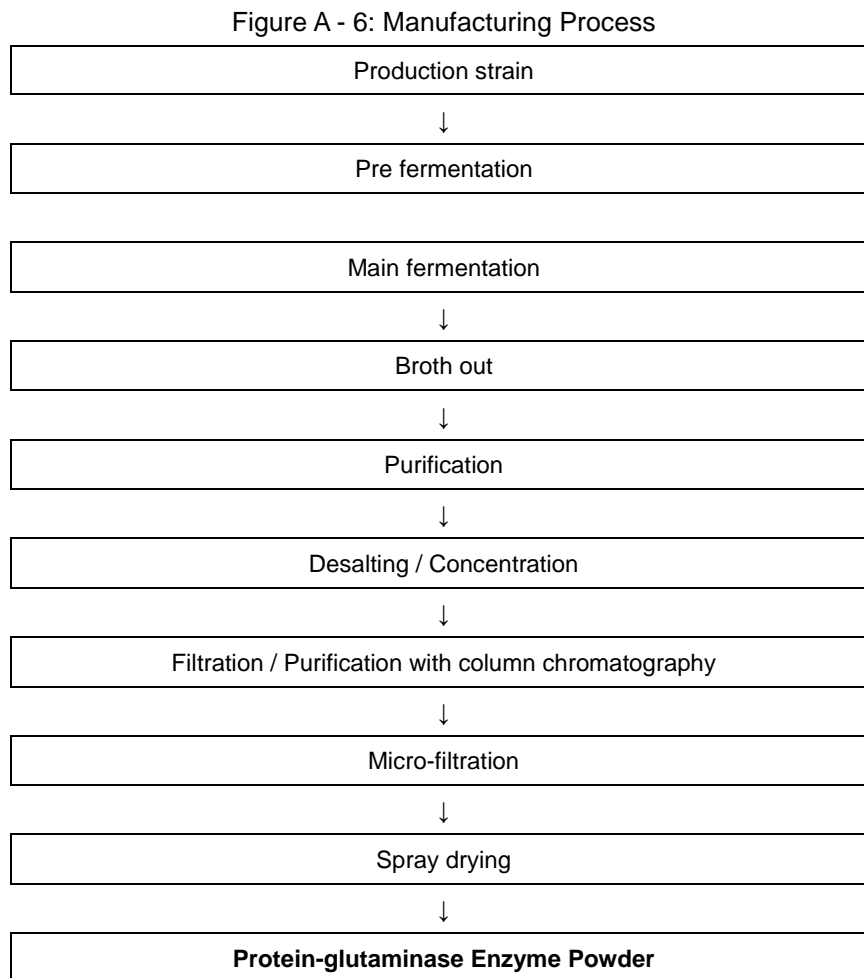 Figure A - 6: Manufacturing Process
Production strain
↓
Pre fermentation
Main fermentation
↓
Broth out
↓
Purification
↓
Desalting / Concentration
↓
Filtration / Purification with column chromatography
↓
Micro-filtration
↓
Spray drying
↓
Protein-glutaminase Enzyme Powder